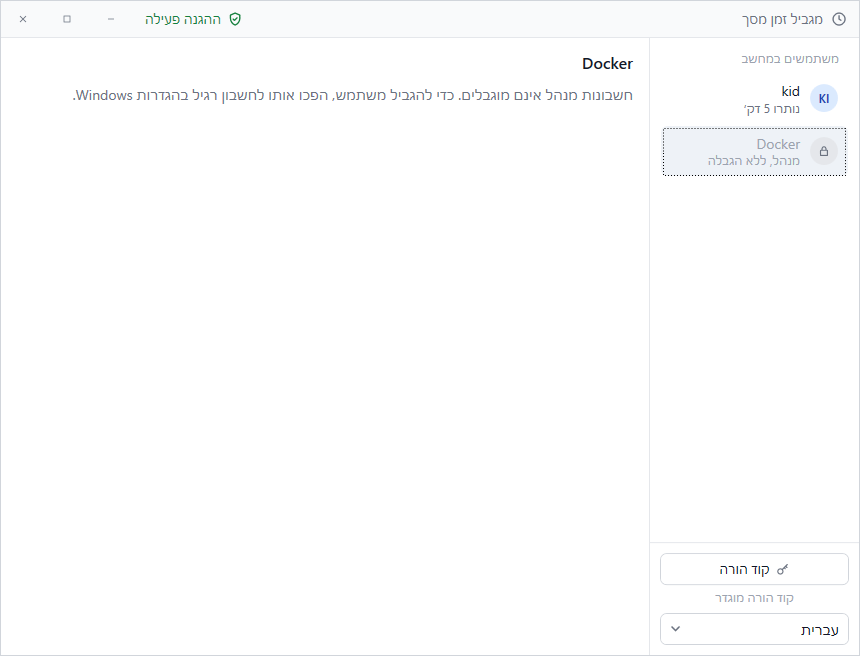 מגביל זמן מסך
ההגנה פעילה
משתמשים במחשב
KI
kid
נותרו 5 דק׳
Docker
מנהל, ללא הגבלה
Docker
חשבונות מנהל אינם מוגבלים. כדי להגביל משתמש, הפכו אותו לחשבון רגיל בהגדרות Windows.
קוד הורה
קוד הורה מוגדר
עברית